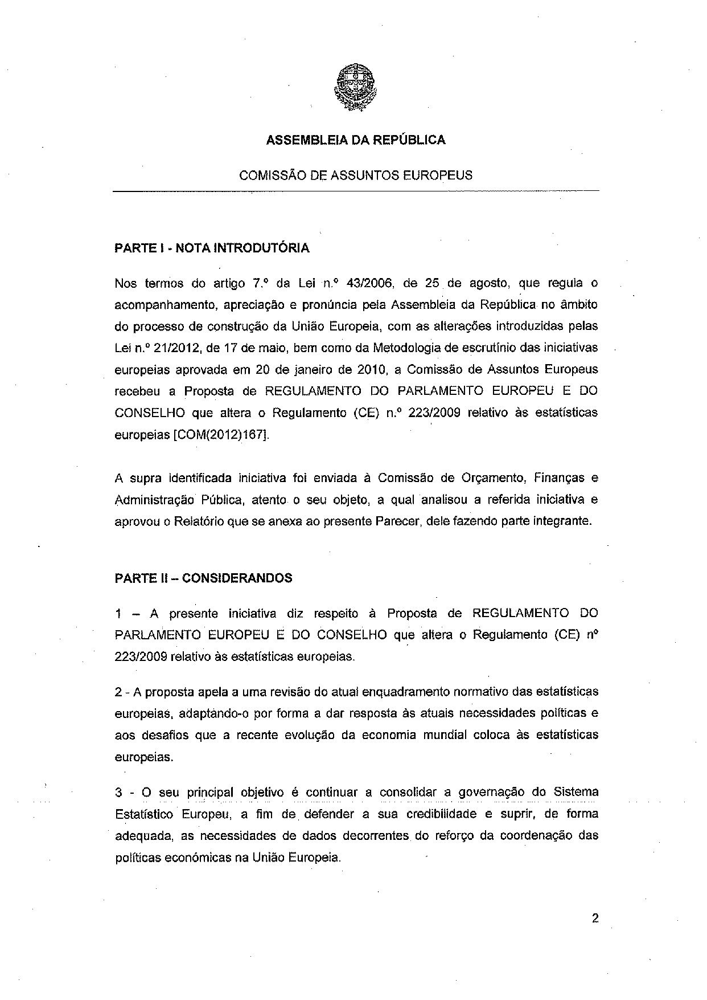 ASSEMBLEIA DA REPÚBLICA
COMISSÃO DE ASSUNTOS EUROPEUS
PARTE I - NOTA INTRODUTÓRIA
Nos termos do artigo 7.º da Lei n.º 43/2006, de 25 de agosto, que regula o
acompanhamento, apreciação e pronúncia pela Assembleia da República no âmbito
do processo de construção da União Europeia, com as alterações introduzidas pelas
Lei n.º 21/2012, de 17 de maio, bem como da Metodologia de escrutínio das iniciativas
europeias aprovada em 20 de janeiro de 2010, a Comissão de Assuntos Europeus
recebeu a Proposta de REGULAMENTO DO PARLAMENTO EUROPEU E DO
CONSELHO que altera o Regulamento (CE) n.º 223/2009 relativo às estatísticas
europeias [COM(2012)167].
A supra identificada iniciativa foi enviada à Comissão de Orçamento, Finanças e
Administração Pública, atento o seu objeto, a qual analisou a referida iniciativa e
aprovou o Relatório que se anexa ao presente Parecer, dele fazendo parte integrante.
PARTE II – CONSIDERANDOS
1 – A presente iniciativa diz respeito à Proposta de REGULAMENTO DO
PARLAMENTO EUROPEU E DO CONSELHO que altera o Regulamento (CE) nº
223/2009 relativo às estatísticas europeias.
2 - A proposta apela a uma revisão do atual enquadramento normativo das estatísticas
europeias, adaptando-o por forma a dar resposta às atuais necessidades políticas e
aos desafios que a recente evolução da economia mundial coloca às estatísticas
europeias.
3 - O seu principal objetivo é continuar a consolidar a governação do Sistema
Estatístico Europeu, a fim de defender a sua credibilidade e suprir, de forma
adequada, as necessidades de dados decorrentes do reforço da coordenação das
políticas económicas na União Europeia.
2